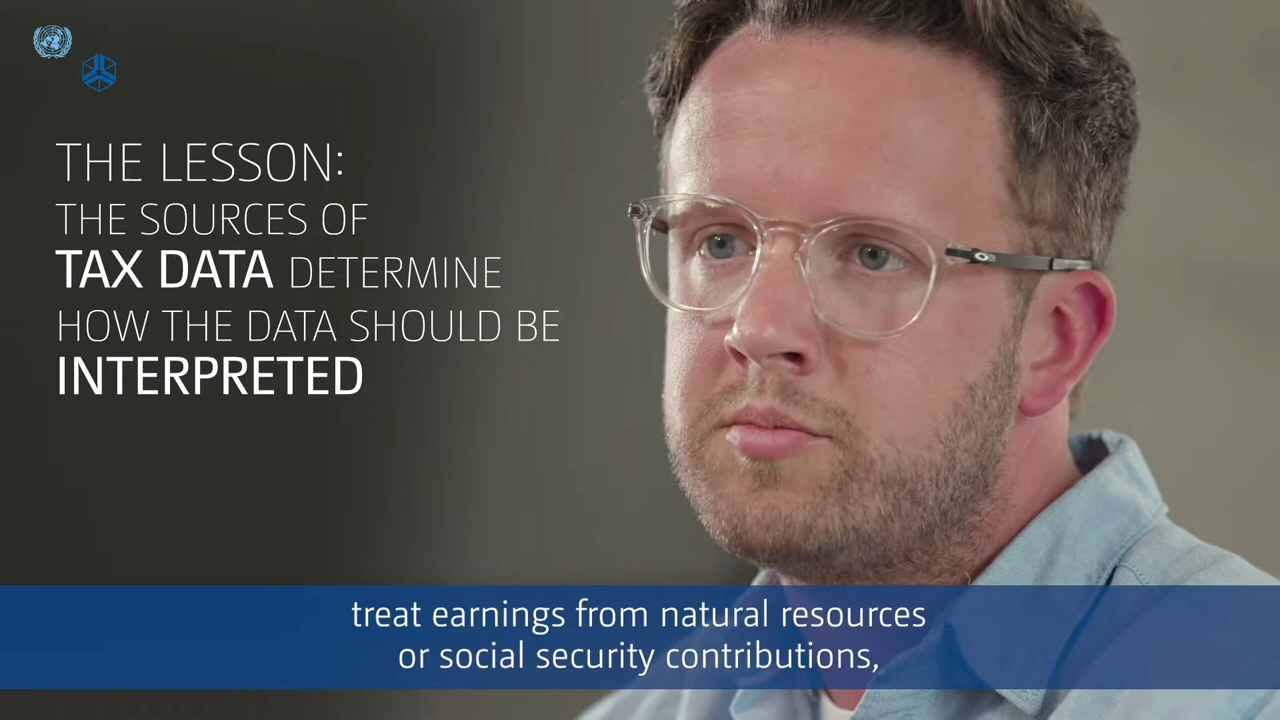 THE LESSON:
THE SOURCES OF
TAX DATA DETERMINE
HOW THE DATA SHOULD BE
INTERPRETED
treat earnings from natural resources
or social security contributions,